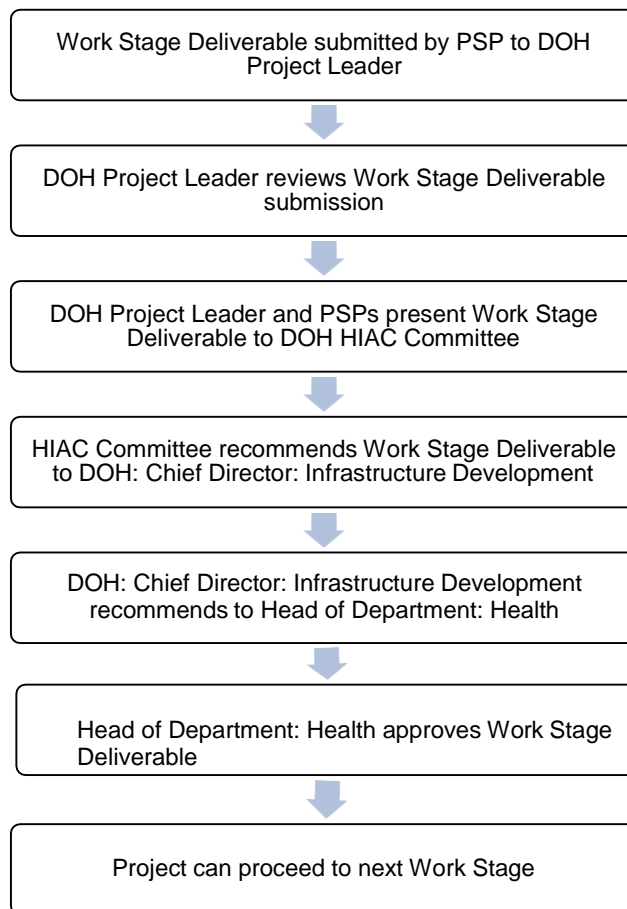 Work Stage Deliverable submitted by PSP to DOH
Project Leader
DOH Project Leader reviews Work Stage Deliverable
submission
DOH Project Leader and PSPs present Work Stage
Deliverable to DOH HIAC Committee
HIAC Committee recommends Work Stage Deliverable
to DOH: Chief Director: Infrastructure Development
DOH: Chief Director: Infrastructure Development
recommends to Head of Department: Health
Head of Department: Health approves Work Stage
Deliverable
Project can proceed to next Work Stage